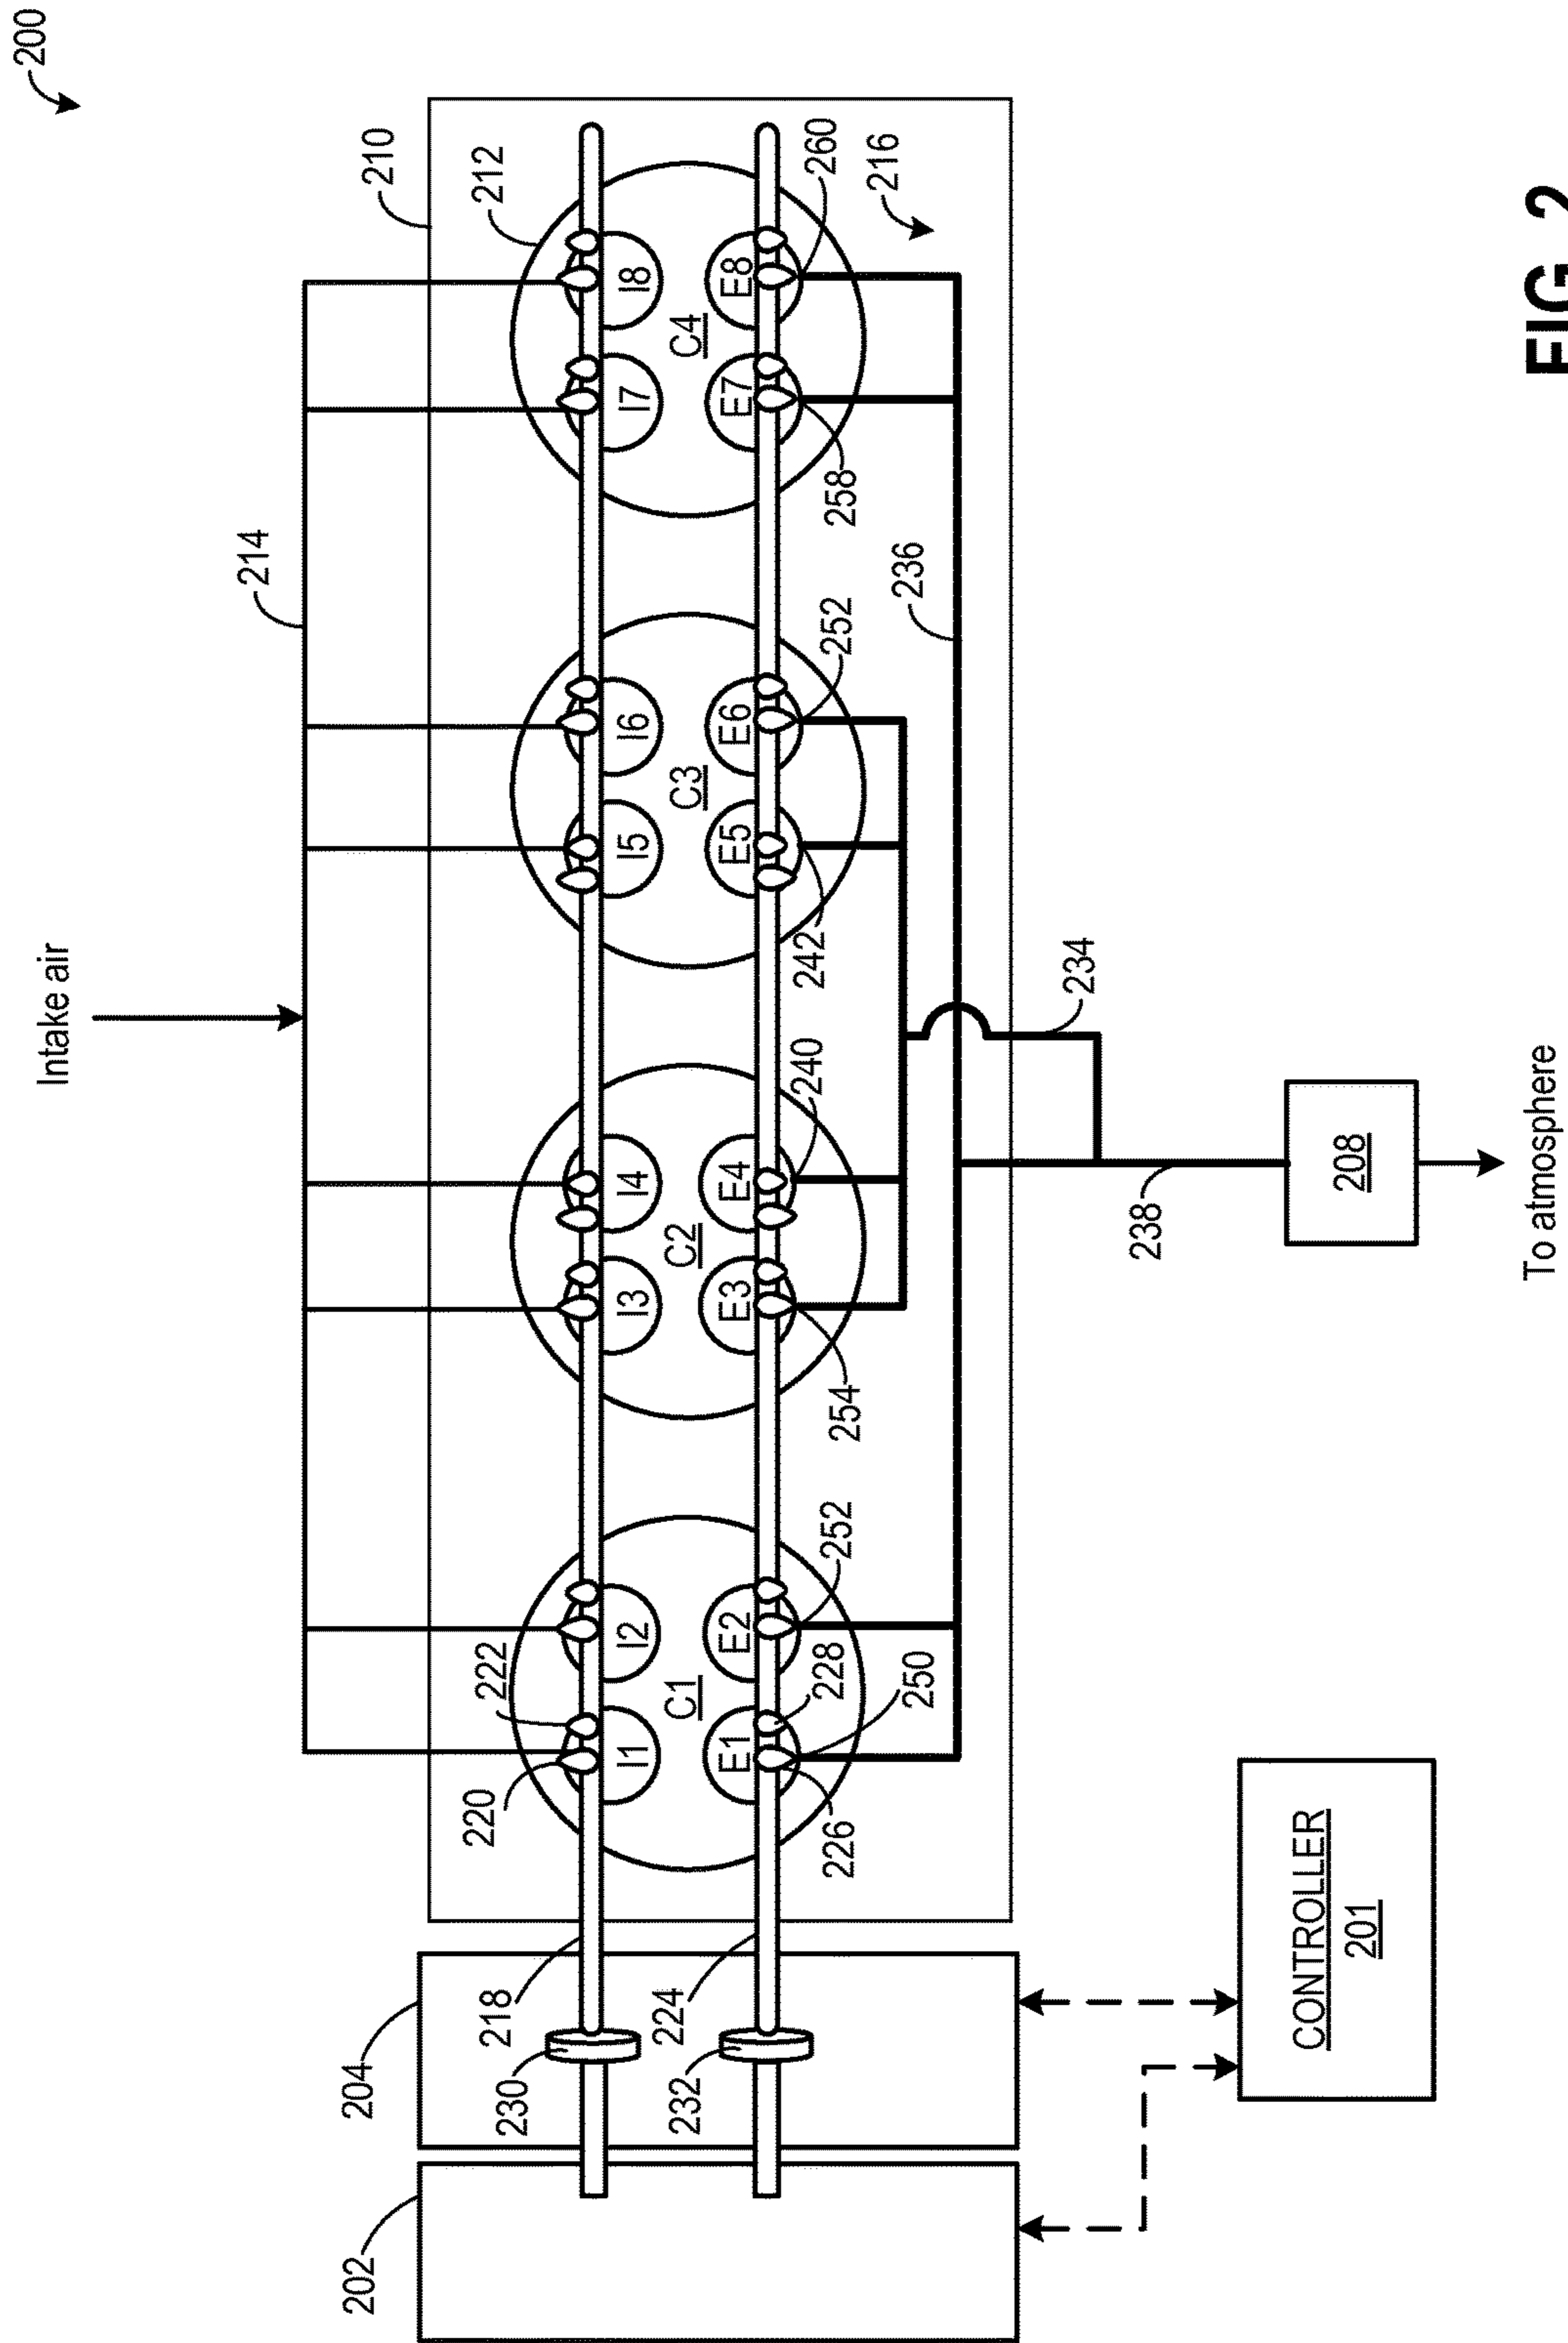 200
Intake air
214
210
212
220
222
I1
I2
I3
I4
I5
I6
I7
I8
C1
C2
C3
C4
E1
E2
E3
E4
E5
E6
E7
E8
226
228
250
252
254
240
242
252
258
260
216
236
234
238
208
To atmosphere
202
204
218
230
224
232
CONTROLLER
201
FIG. 2